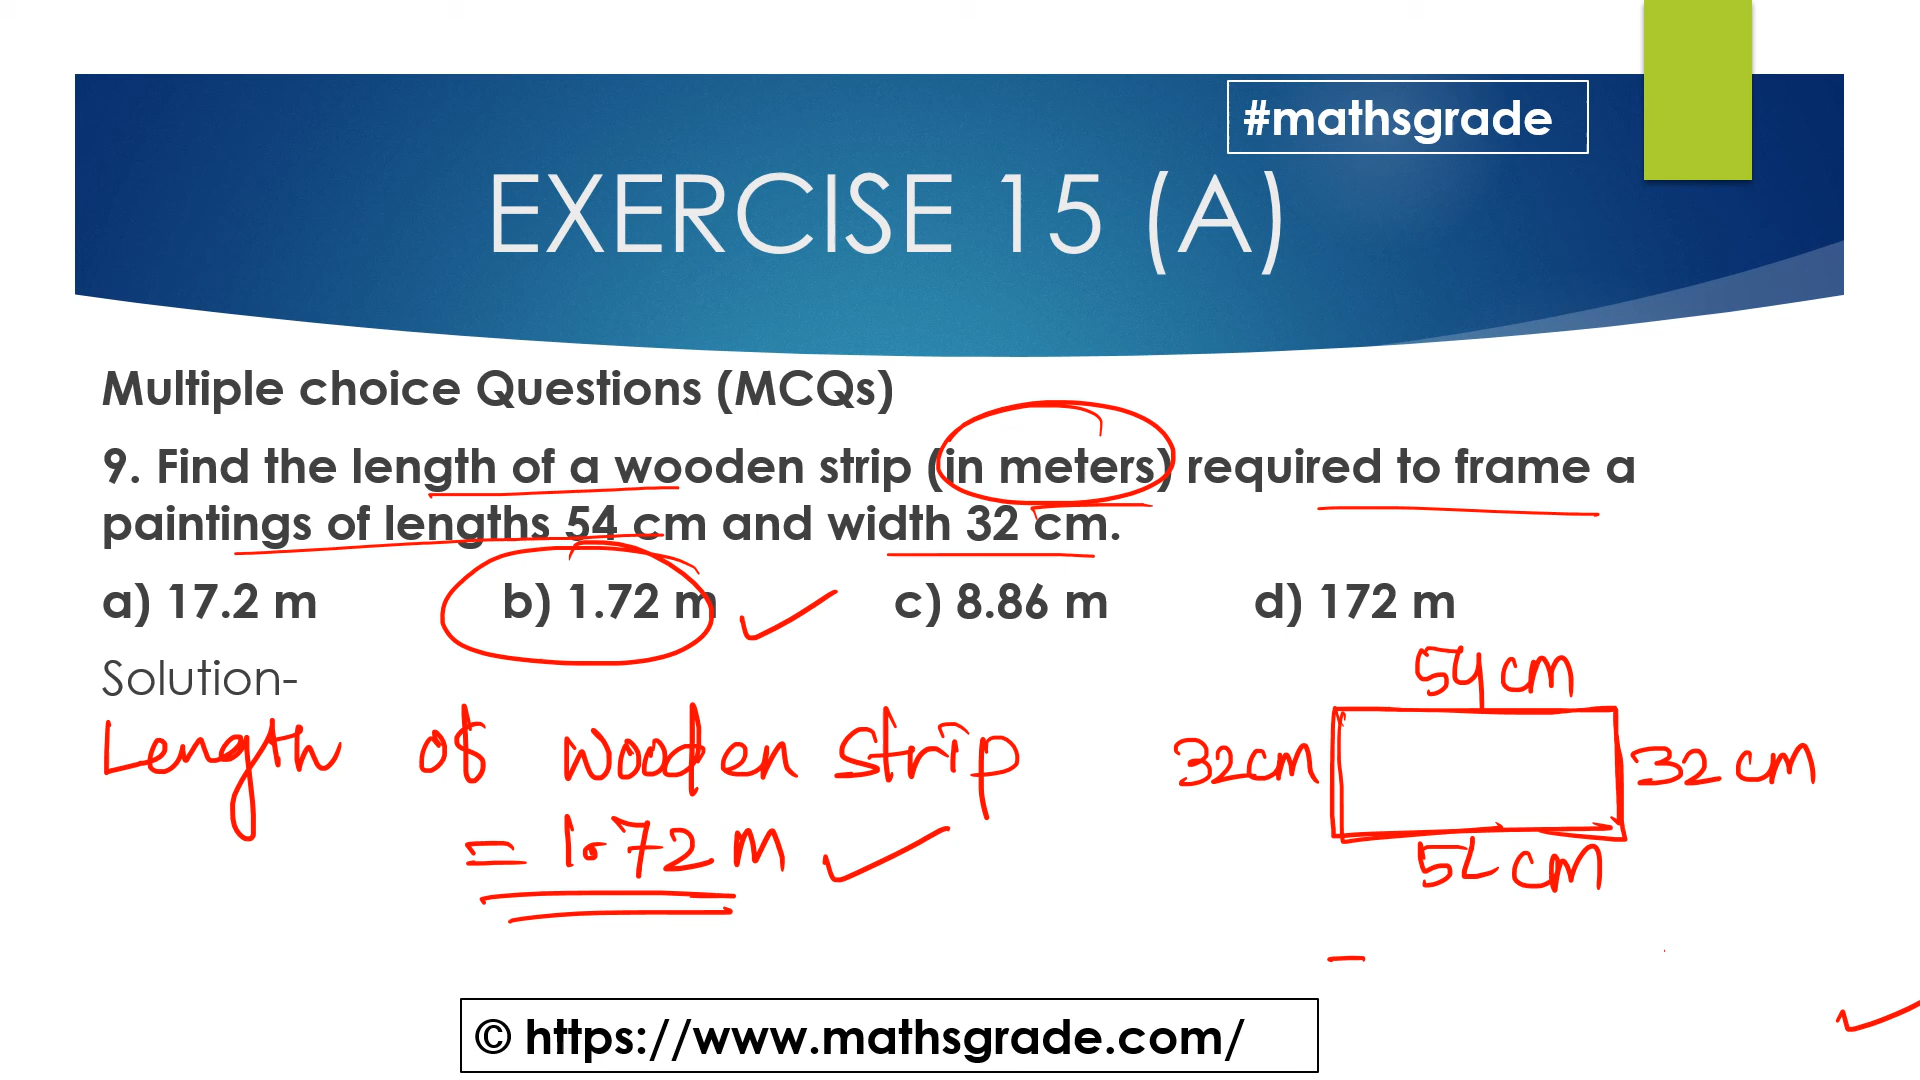 #mathsgrade
EXERCISE 15 (A)
Multiple choice Questions (MCQs)
9. Find the length of a wooden strip (in meters) required to frame a
paintings of lengths 54 cm and width 32 cm.
a) 17.2 m b) 1.72 m c) 8.86 m d) 172 m
Solution-
54 cm
Length of wooden strip
32 cm 32 cm
= 1.72 m
54 cm
© https://www.mathsgrade.com/